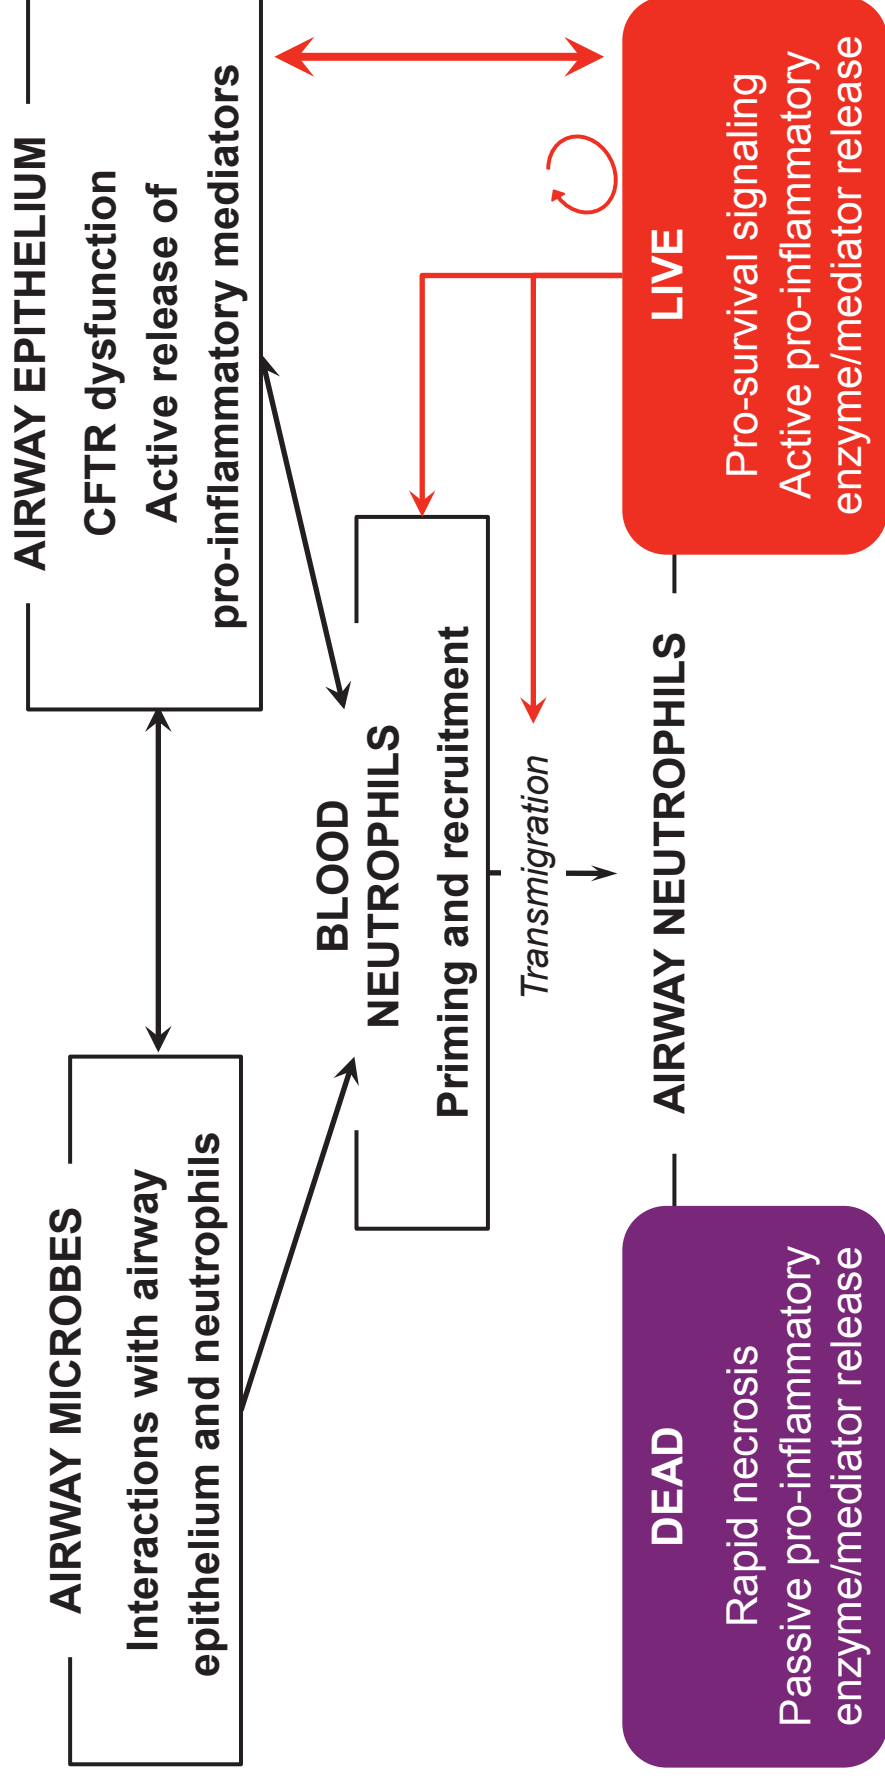 AIRWAY MICROBES
Interactions with airway
epithelium and neutrophils
AIRWAY EPITHELIUM
CFTR dysfunction
Active release of
pro-inflammatory mediators
BLOOD
NEUTROPHILS
Priming and recruitment
Transmigration
AIRWAY NEUTROPHILS
DEAD
Rapid necrosis
Passive pro-inflammatory
enzyme/mediator release
LIVE
Pro-survival signaling
Active pro-inflammatory
enzyme/mediator release